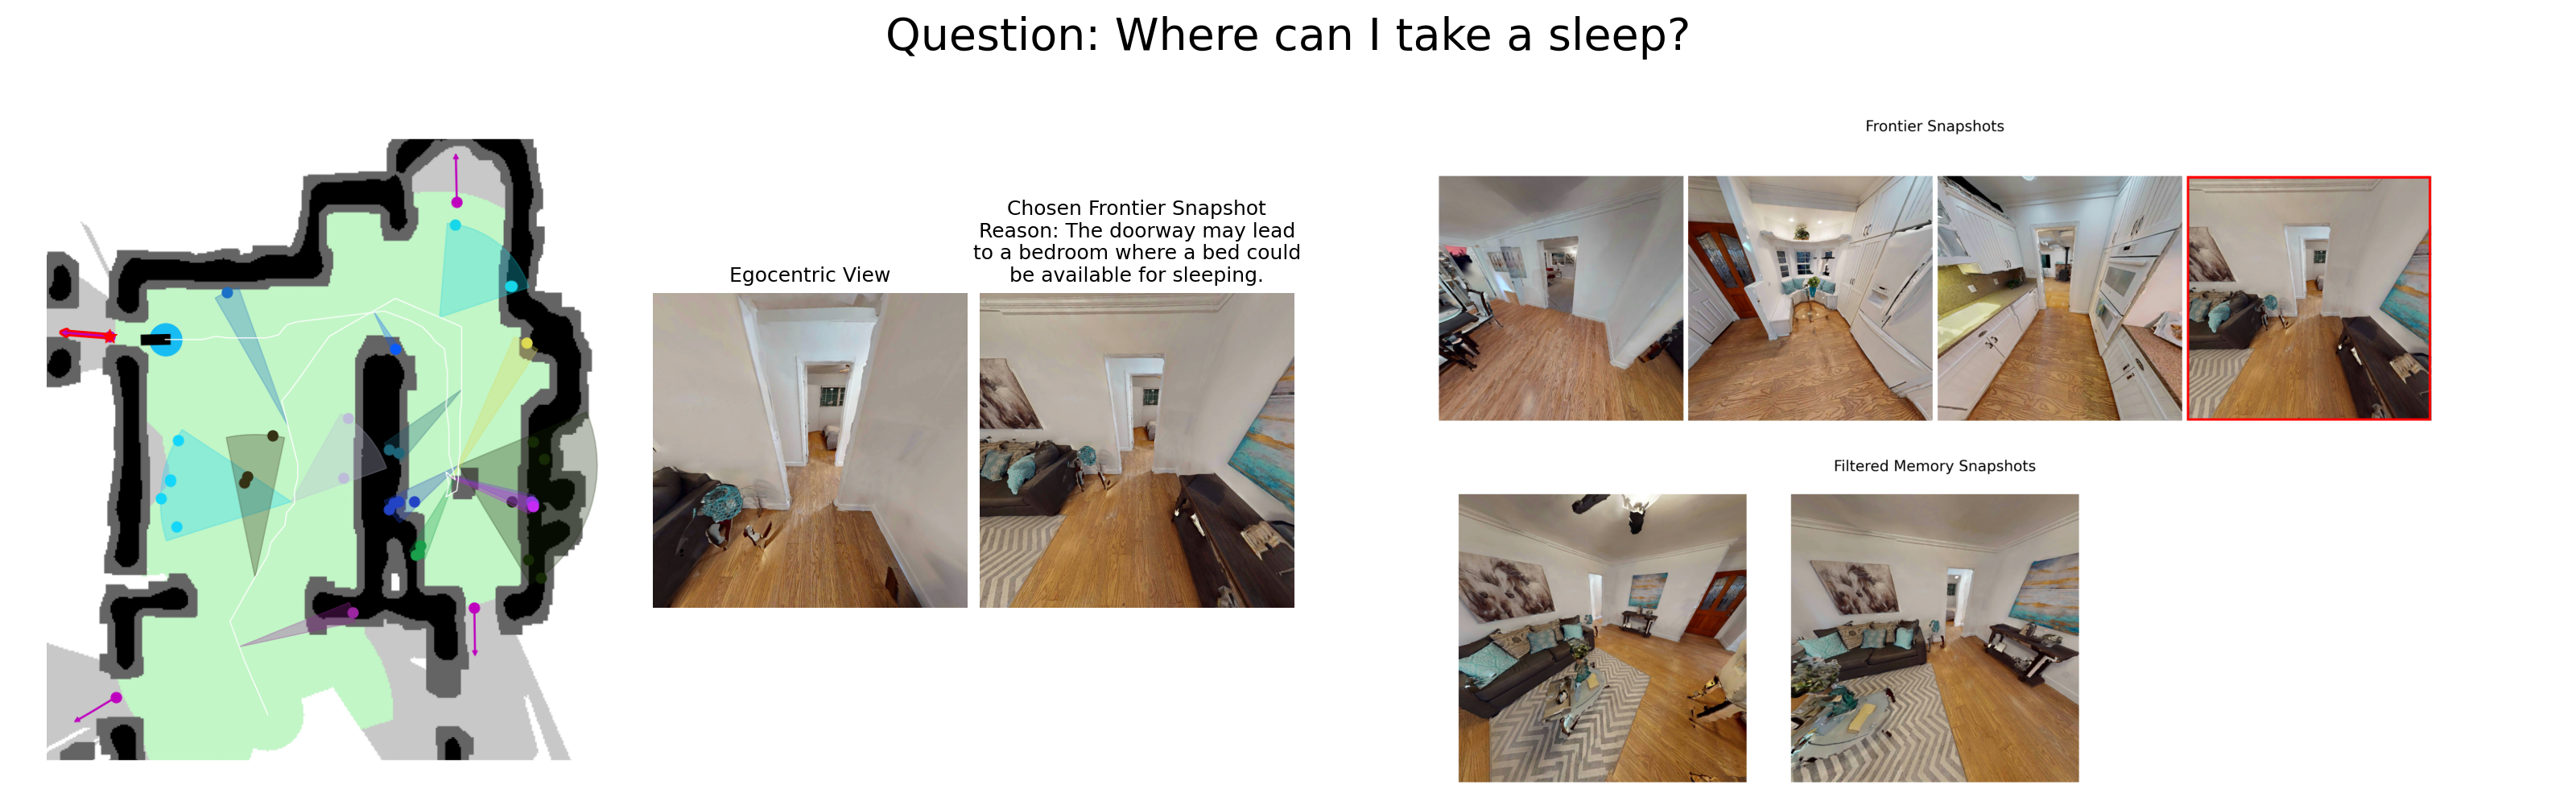 Question: Where can I take a sleep?
Egocentric View
Chosen Frontier Snapshot
Reason: The doorway may lead
to a bedroom where a bed could
be available for sleeping.
Frontier Snapshots
Filtered Memory Snapshots